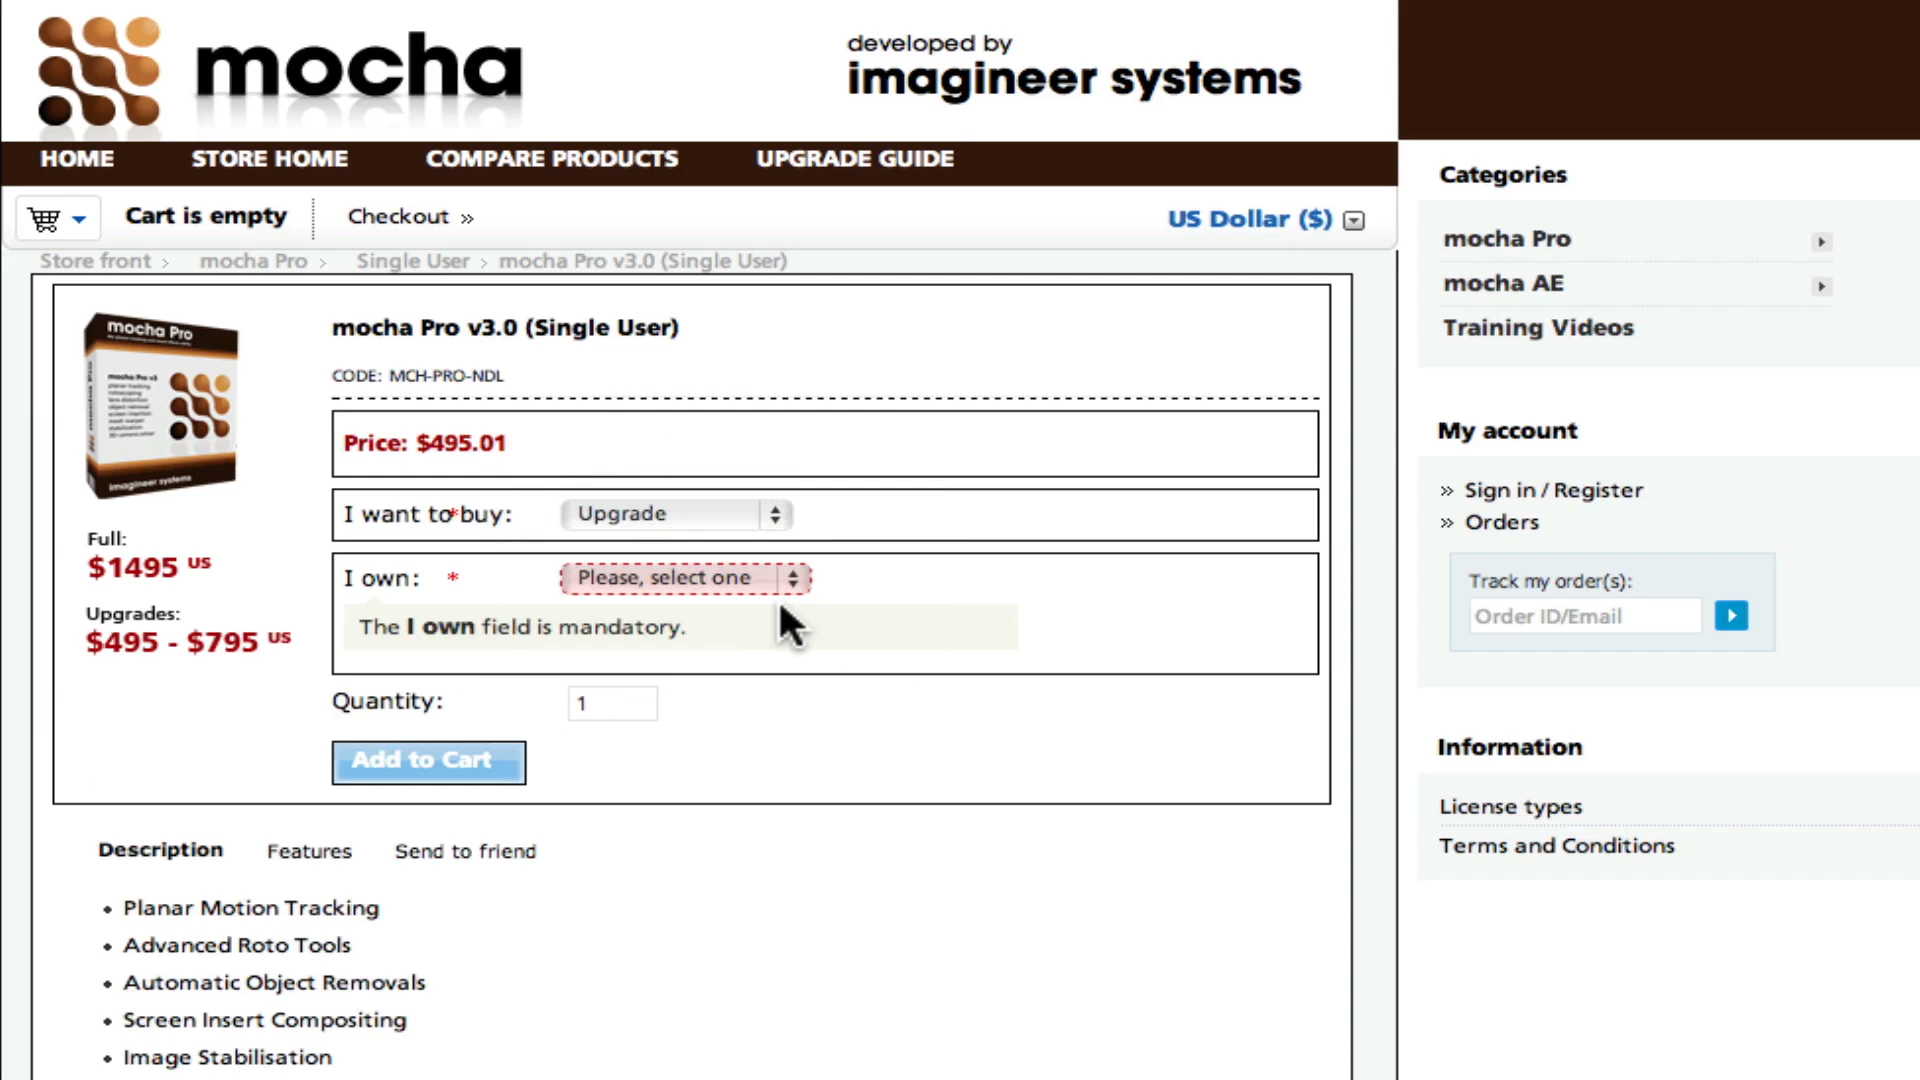 mocha
developed by
imagineer systems
HOME STORE HOME COMPARE PRODUCTS UPGRADE GUIDE
Cart is empty Checkout »
US Dollar ($)
Store front > mocha Pro > Single User > mocha Pro v3.0 (Single User)
mocha Pro
mocha Pro v3
imagineer systems
mocha Pro v3.0 (Single User)
CODE: MCH-PRO-NDL
Price: $495.01
I want to buy: * Upgrade
I own: * Please, select one
The I own field is mandatory.
Quantity: 1
Add to Cart
Full:
$1495 US
Upgrades:
$495 - $795 US
Description Features Send to friend
• Planar Motion Tracking
• Advanced Roto Tools
• Automatic Object Removals
• Screen Insert Compositing
• Image Stabilisation
Categories
mocha Pro
mocha AE
Training Videos
My account
» Sign in / Register
» Orders
Track my order(s):
Order ID/Email
Information
License types
Terms and Conditions